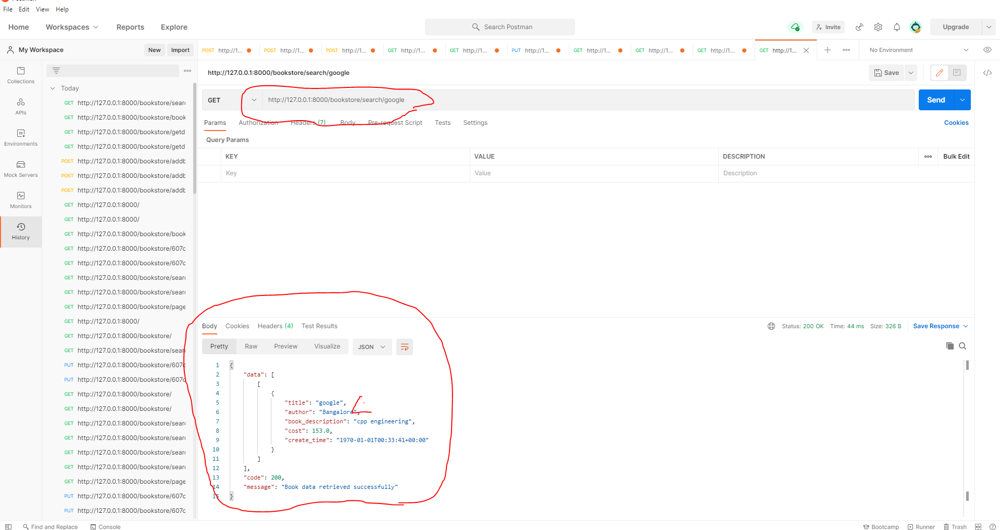 File Edit View Help
Home Workspaces Reports Explore Search Postman Invite Upgrade
My Workspace New Import
POST http://1... POST http://1... POST http://1... GET http://1... GET http://1... PUT http://1... GET http://1... GET http://1... GET http://1... GET http://1... No Environment
Collections
APIs
Environments
Mock Servers
Monitors
History
Today
GET http://127.0.0.1:8000/bookstore/sear
GET http://127.0.0.1:8000/bookstore/book
GET http://127.0.0.1:8000/bookstore/getd
GET http://127.0.0.1:8000/bookstore/getd
POST http://127.0.0.1:8000/bookstore/addb
POST http://127.0.0.1:8000/bookstore/addb
POST http://127.0.0.1:8000/bookstore/addb
GET http://127.0.0.1:8000/
GET http://127.0.0.1:8000/
GET http://127.0.0.1:8000/bookstore/book
GET http://127.0.0.1:8000/bookstore/607c
GET http://127.0.0.1:8000/bookstore/607c
GET http://127.0.0.1:8000/bookstore/sear
GET http://127.0.0.1:8000/bookstore/sear
GET http://127.0.0.1:8000/bookstore/page
GET http://127.0.0.1:8000/
GET http://127.0.0.1:8000/bookstore/
GET http://127.0.0.1:8000/bookstore/sear
PUT http://127.0.0.1:8000/bookstore/607c
PUT http://127.0.0.1:8000/bookstore/607c
GET http://127.0.0.1:8000/bookstore/
GET http://127.0.0.1:8000/bookstore/
GET http://127.0.0.1:8000/bookstore/sear
GET http://127.0.0.1:8000/bookstore/sear
GET http://127.0.0.1:8000/bookstore/sear
GET http://127.0.0.1:8000/bookstore/sear
GET http://127.0.0.1:8000/bookstore/page
PUT http://127.0.0.1:8000/bookstore/607c
PUT http://127.0.0.1:8000/bookstore/607c
http://127.0.0.1:8000/bookstore/search/google Save
GET http://127.0.0.1:8000/bookstore/search/google Send
Params Authorization Headers (7) Body Pre-request Script Tests Settings Cookies
Query Params
KEY VALUE DESCRIPTION Bulk Edit
Key Value Description
Body Cookies Headers (4) Test Results Status: 200 OK Time: 44 ms Size: 326 B Save Response
Pretty Raw Preview Visualize JSON
1 {
2 "data": [
3 [
4 {
5 "title": "google",
6 "author": "Bangalore",
7 "book_description": "cpp engineering",
8 "cost": 153.0,
9 "create_time": "1970-01-01T00:33:41+00:00"
10 }
11 ]
12 ],
13 "code": 200,
14 "message": "Book data retrieved successfully"
15 }
Find and Replace Console Bootcamp Runner Trash